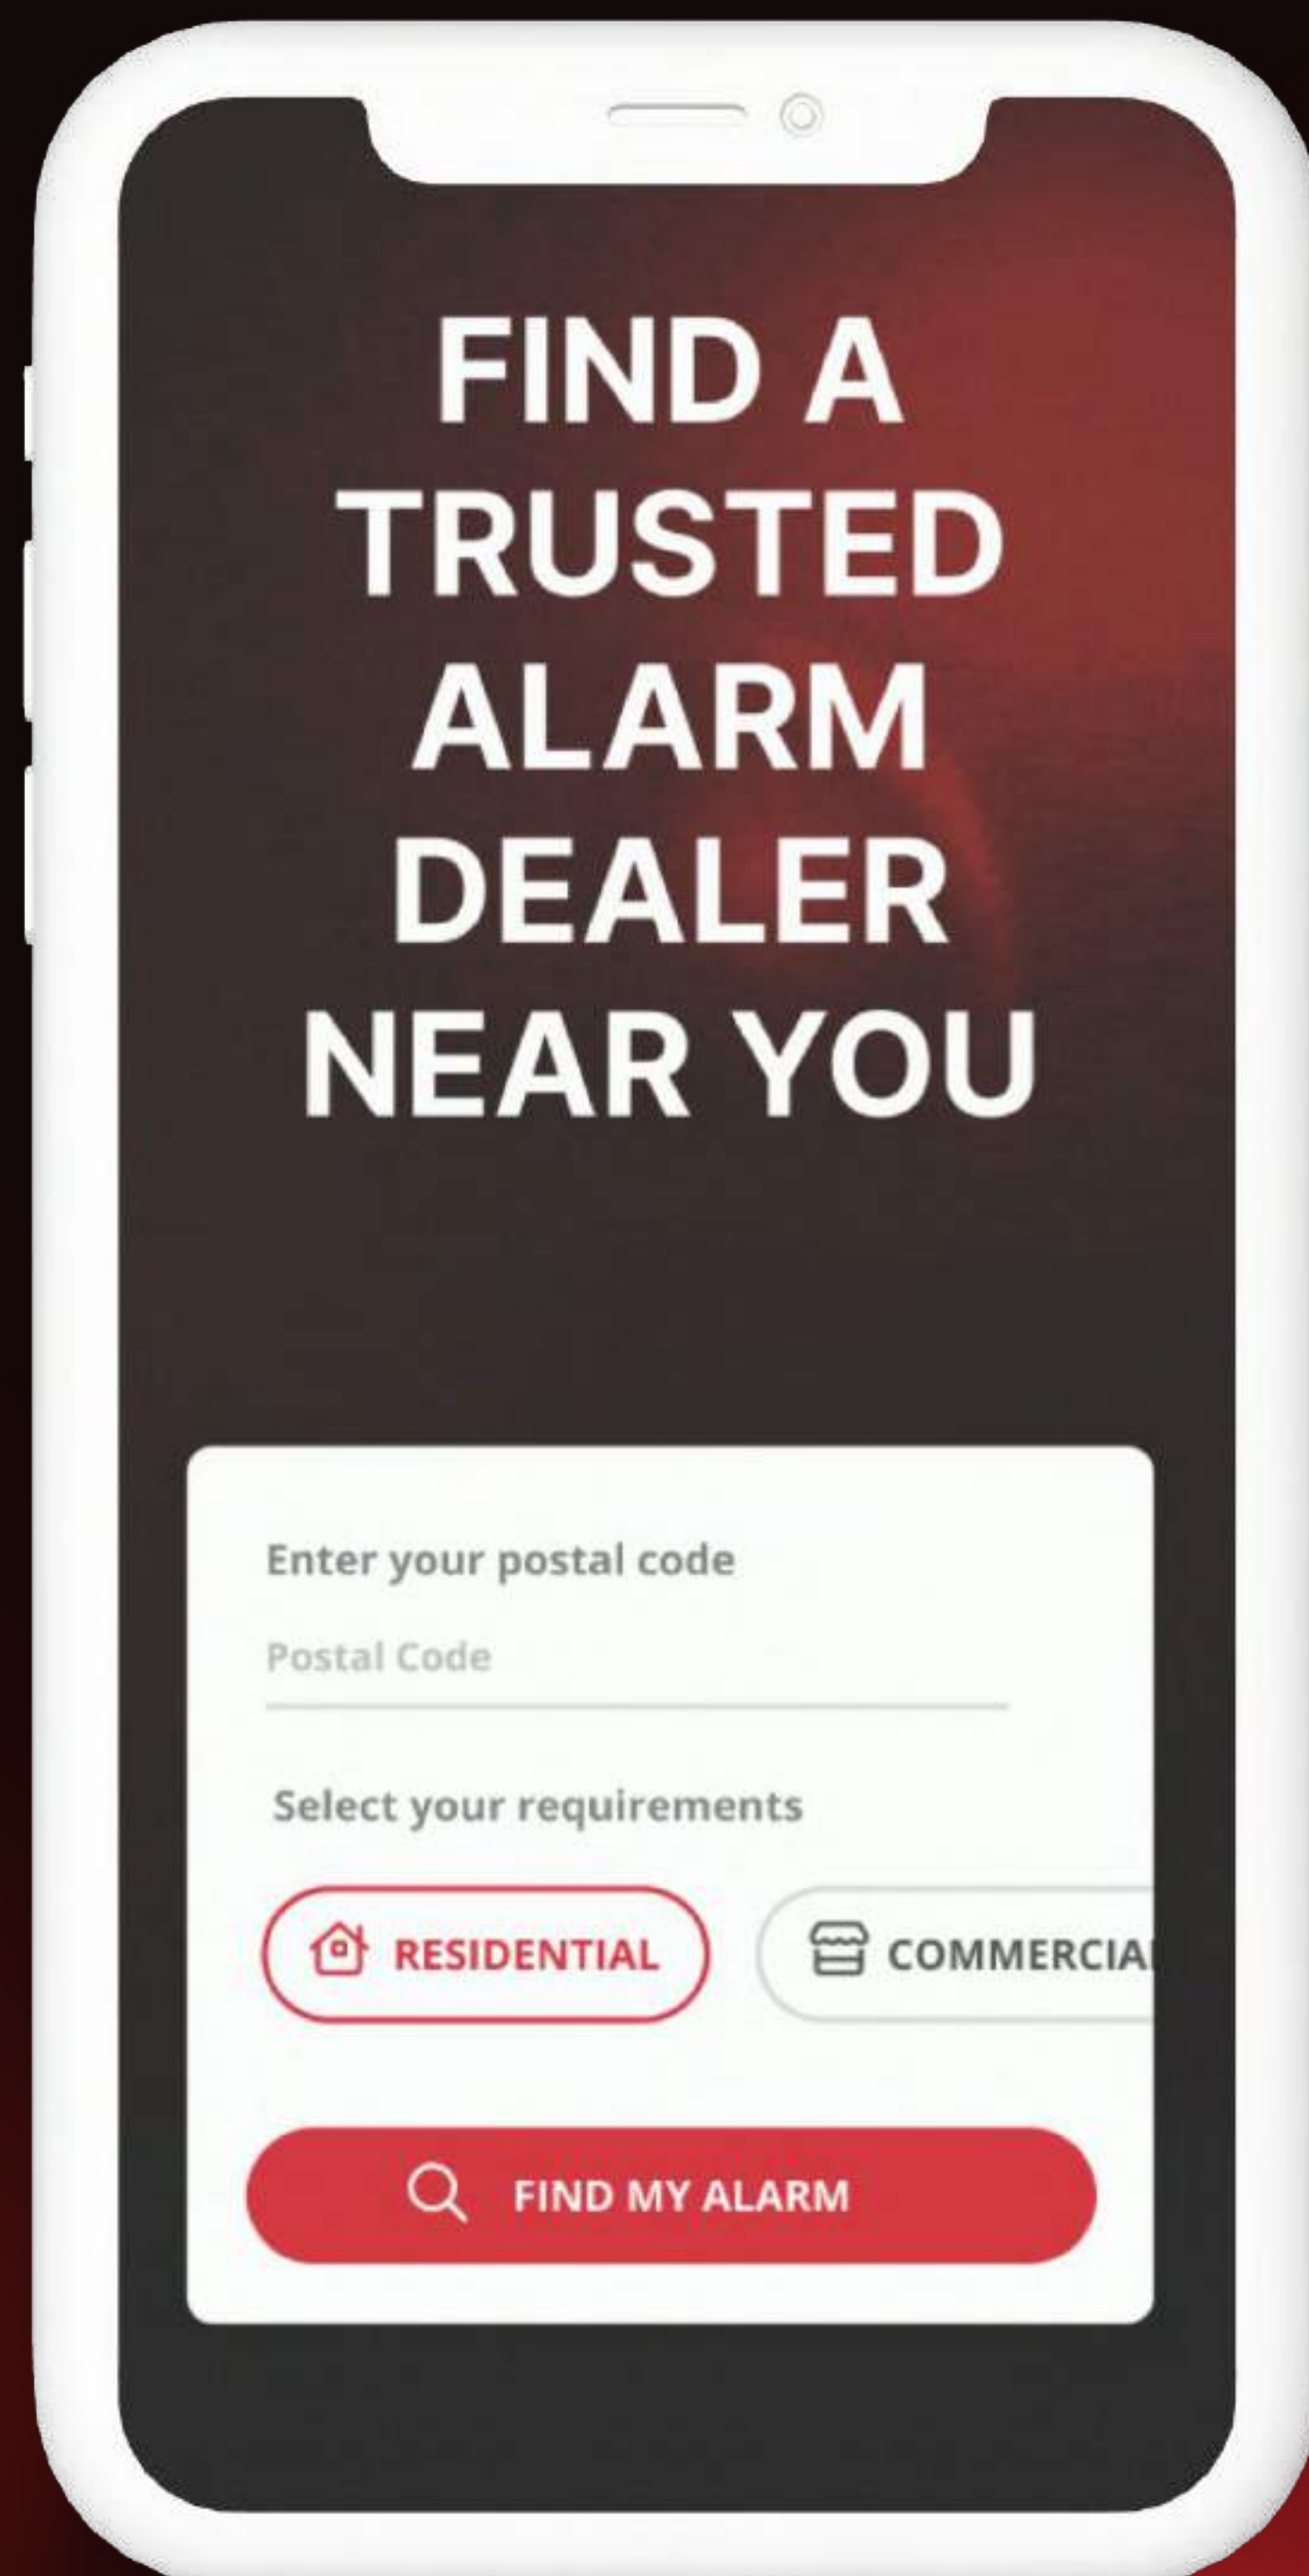 FIND A
TRUSTED
ALARM
DEALER
NEAR YOU
Enter your postal code
Postal Code
Select your requirements
RESIDENTIAL COMMERCIAL
FIND MY ALARM